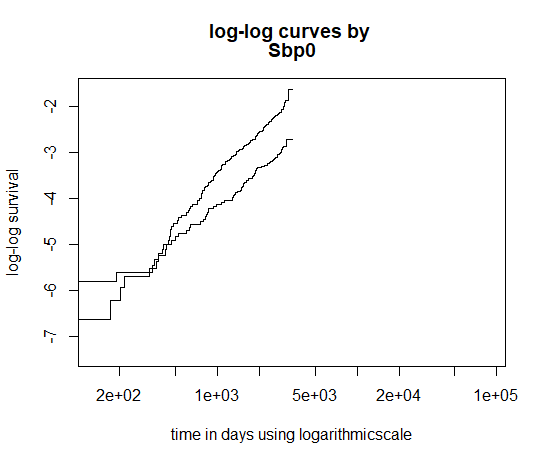 log-log curves by
Sbp0
log-log survival
-2
-3
-4
-5
-6
-7
2e+02
1e+03
5e+03
2e+04
1e+05
time in days using logarithmicscale